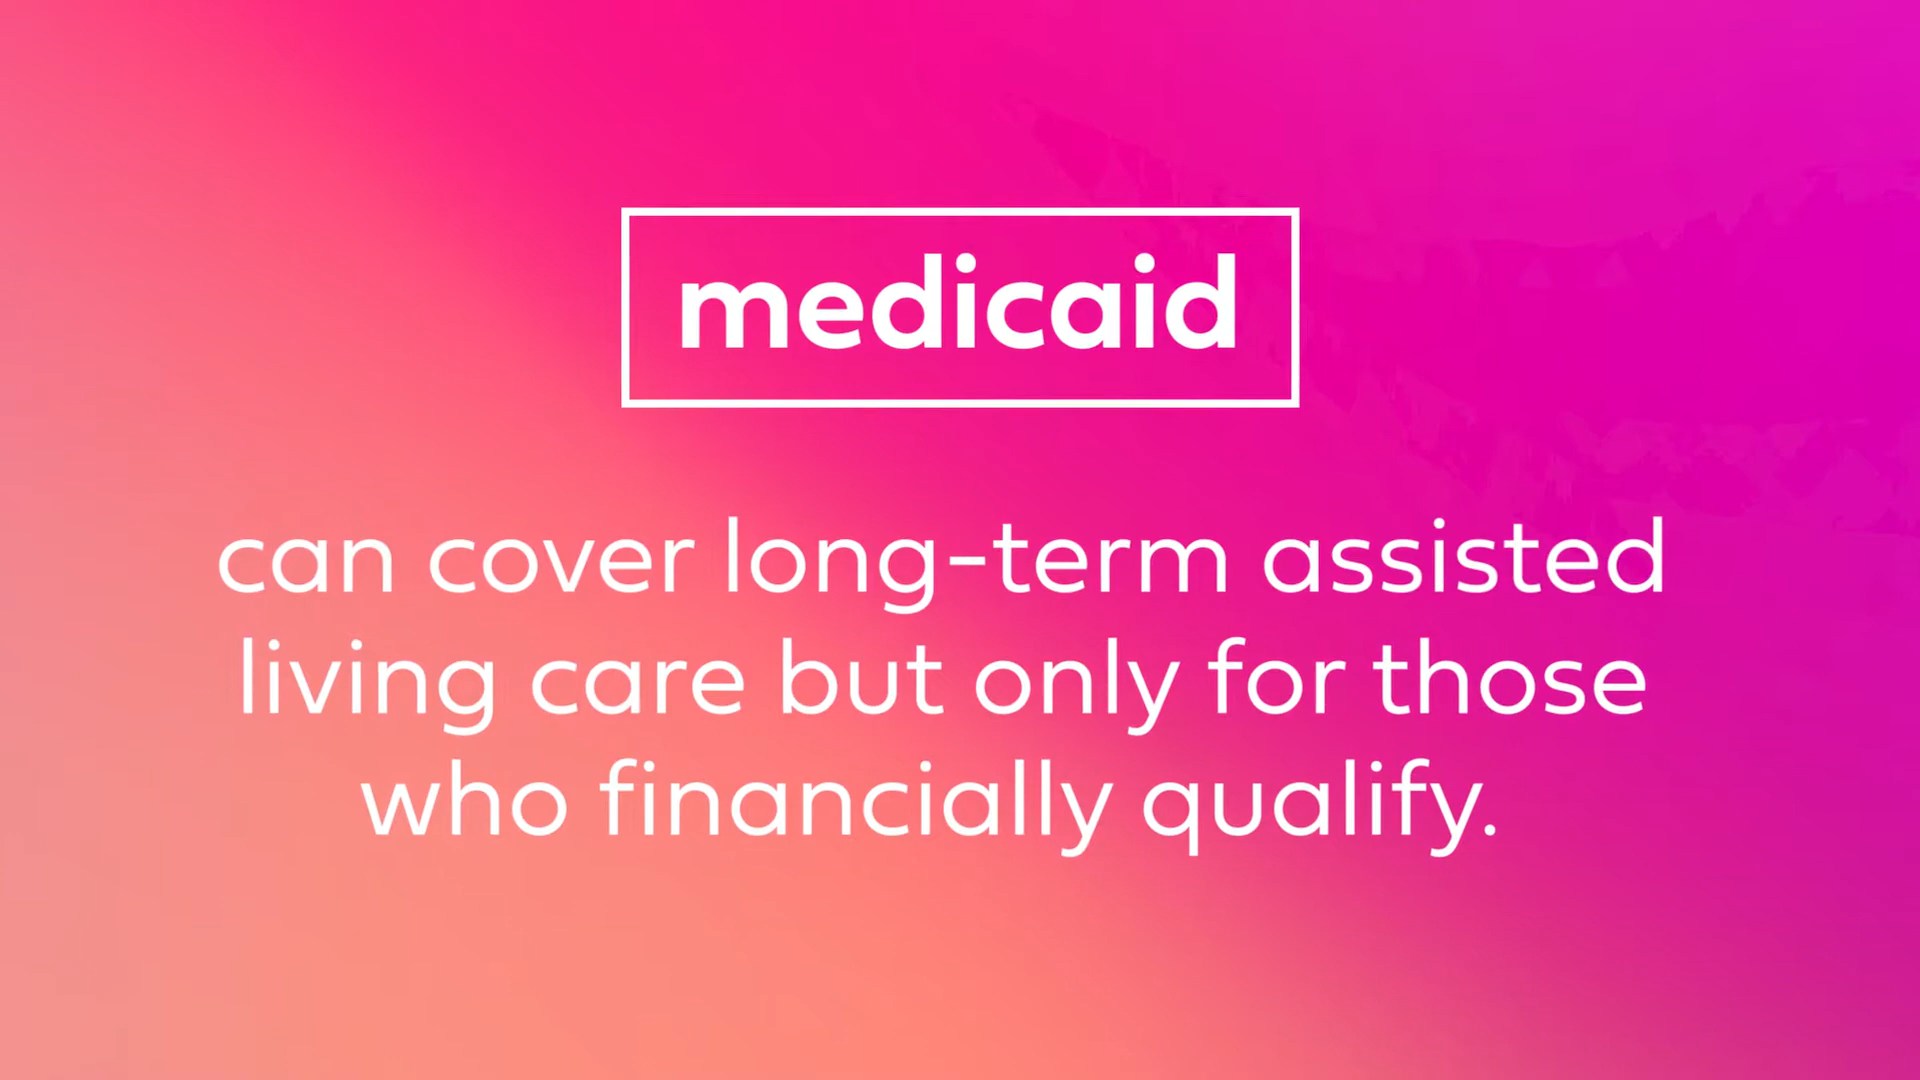 medicaid
can cover long-term assisted
living care but only for those
who financially qualify.